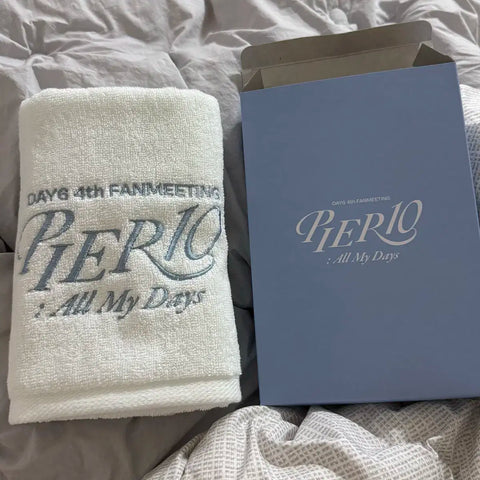 DAY6 4th FANMEETING
PIER10
: All My Days
DAY6 4th FANMEETING
PIER10
: All My Days